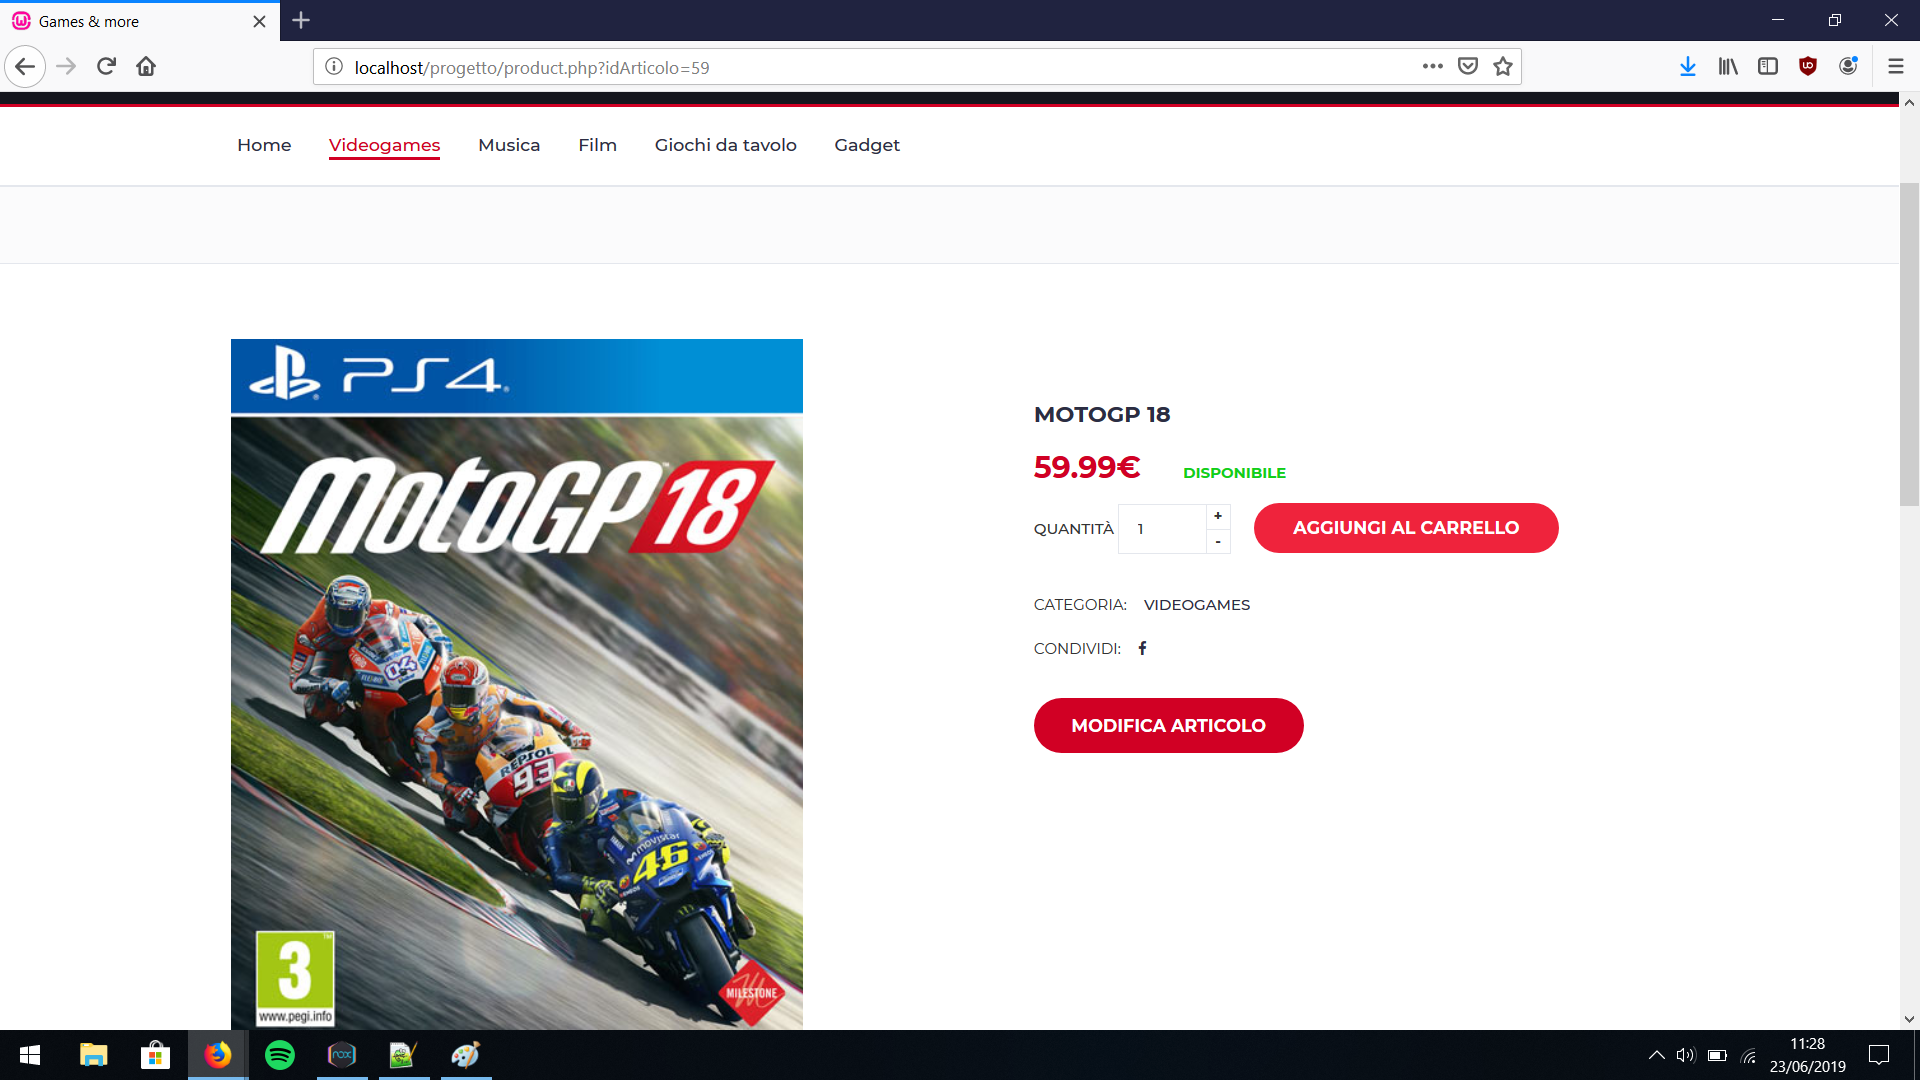 Games & more
localhost/progetto/product.php?idArticolo=59
Home Videogames Musica Film Giochi da tavolo Gadget
PS4
MotoGP 18
MOTOGP 18
59.99€ DISPONIBILE
QUANTITÀ 1 + - AGGIUNGI AL CARRELLO
CATEGORIA: VIDEOGAMES
CONDIVIDI: f
MODIFICA ARTICOLO
04
REPSOL
93
movistar
46
3
www.pegi.info
MILESTONE
nox
11:28
23/06/2019